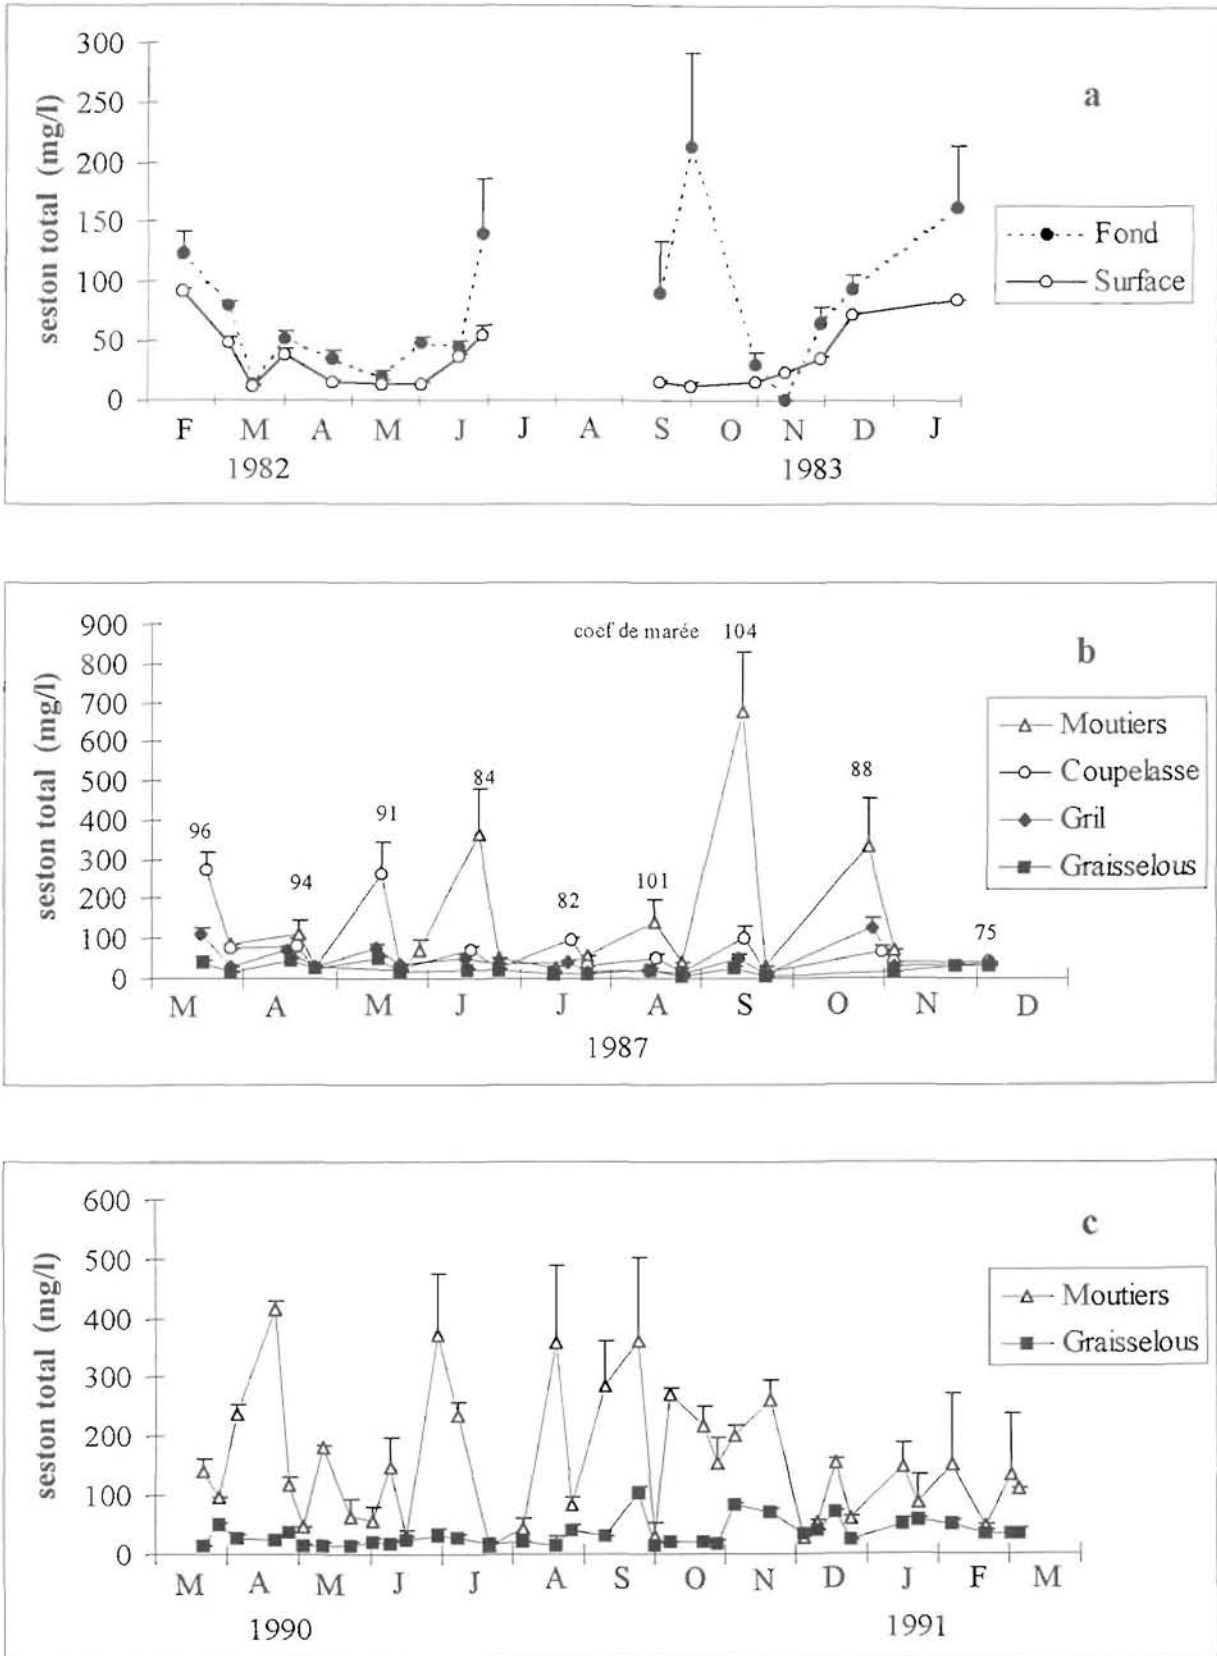 a
seston total (mg/l)
300
250
200
150
100
50
0
F M A M J J A S O N D J
1982 1983
Fond
Surface
b
seston total (mg/l)
900
800
700
600
500
400
300
200
100
0
coef de marée 104
96
94
91
84
82
101
88
75
M A M J J A S O N D
1987
Moutiers
Coupelasse
Gril
Graisselous
c
seston total (mg/l)
600
500
400
300
200
100
0
M A M J J A S O N D J F M
1990 1991
Moutiers
Graisselous